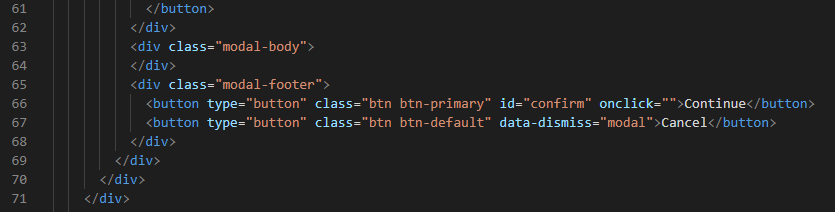 61 </button>
62 </div>
63 <div class="modal-body">
64 </div>
65 <div class="modal-footer">
66 <button type="button" class="btn btn-primary" id="confirm" onclick="">Continue</button>
67 <button type="button" class="btn btn-default" data-dismiss="modal">Cancel</button>
68 </div>
69 </div>
70 </div>
71 </div>